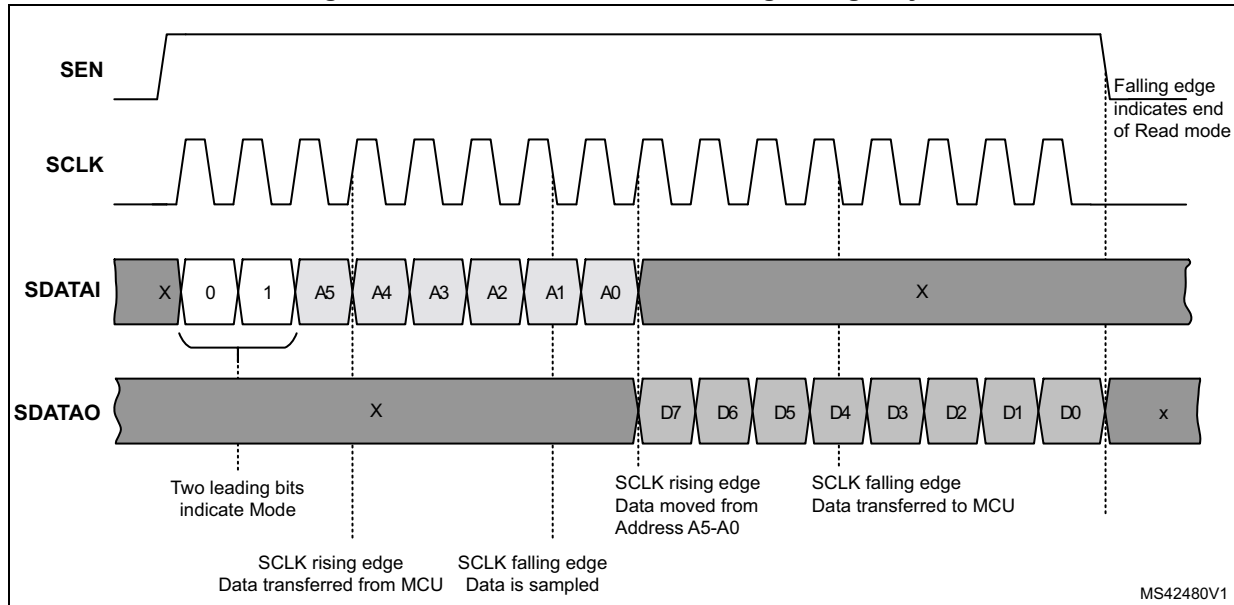 SEN
Falling edge
indicates end
of Read mode
SCLK
SDATAI
X 0 1 A5 A4 A3 A2 A1 A0 X
SDATAO
X D7 D6 D5 D4 D3 D2 D1 D0 x
Two leading bits
indicate Mode
SCLK rising edge
Data moved from
Address A5-A0
SCLK falling edge
Data transferred to MCU
SCLK rising edge
Data transferred from MCU
SCLK falling edge
Data is sampled
MS42480V1